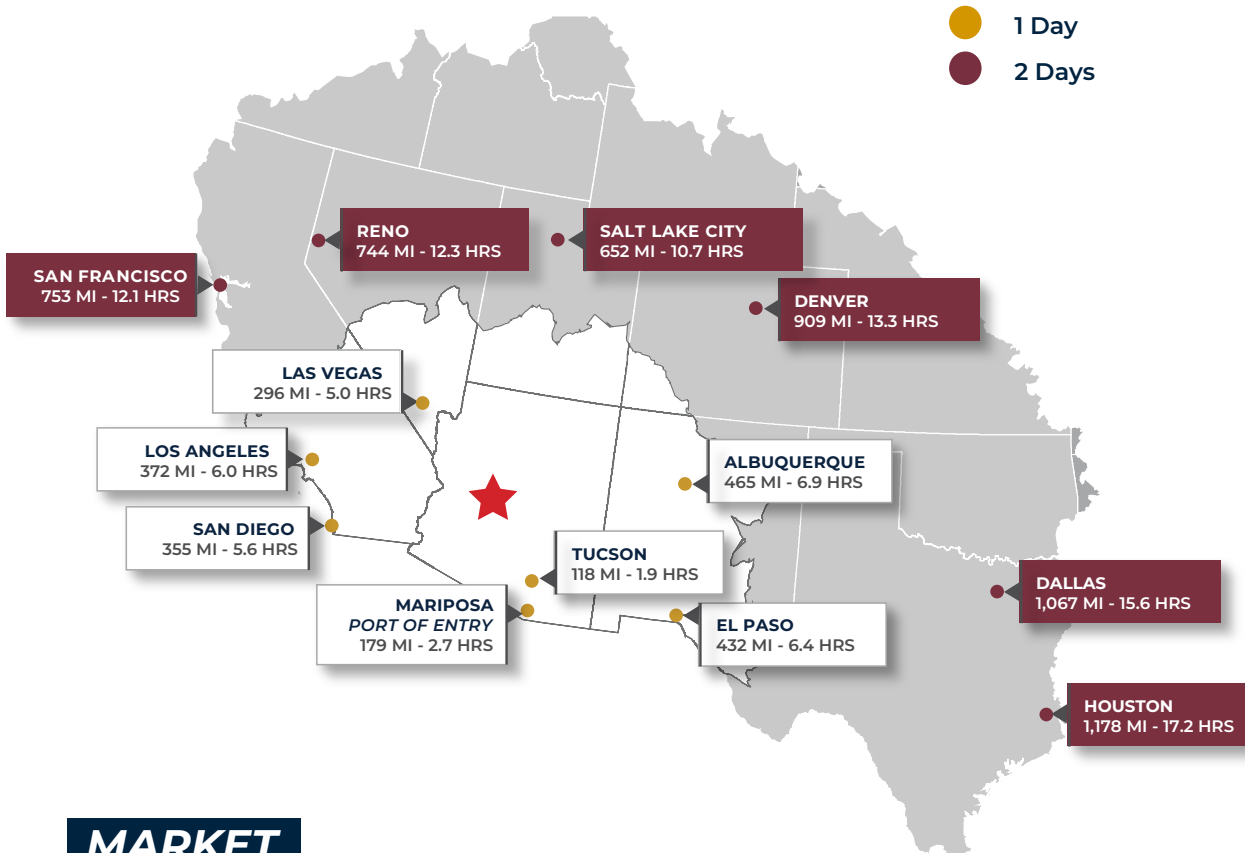 1 Day
2 Days
RENO
744 MI - 12.3 HRS
SALT LAKE CITY
652 MI - 10.7 HRS
SAN FRANCISCO
753 MI - 12.1 HRS
DENVER
909 MI - 13.3 HRS
LAS VEGAS
296 MI - 5.0 HRS
LOS ANGELES
372 MI - 6.0 HRS
ALBUQUERQUE
465 MI - 6.9 HRS
SAN DIEGO
355 MI - 5.6 HRS
TUCSON
118 MI - 1.9 HRS
DALLAS
1,067 MI - 15.6 HRS
MARIPOSA
PORT OF ENTRY
179 MI - 2.7 HRS
EL PASO
432 MI - 6.4 HRS
HOUSTON
1,178 MI - 17.2 HRS
MARKET